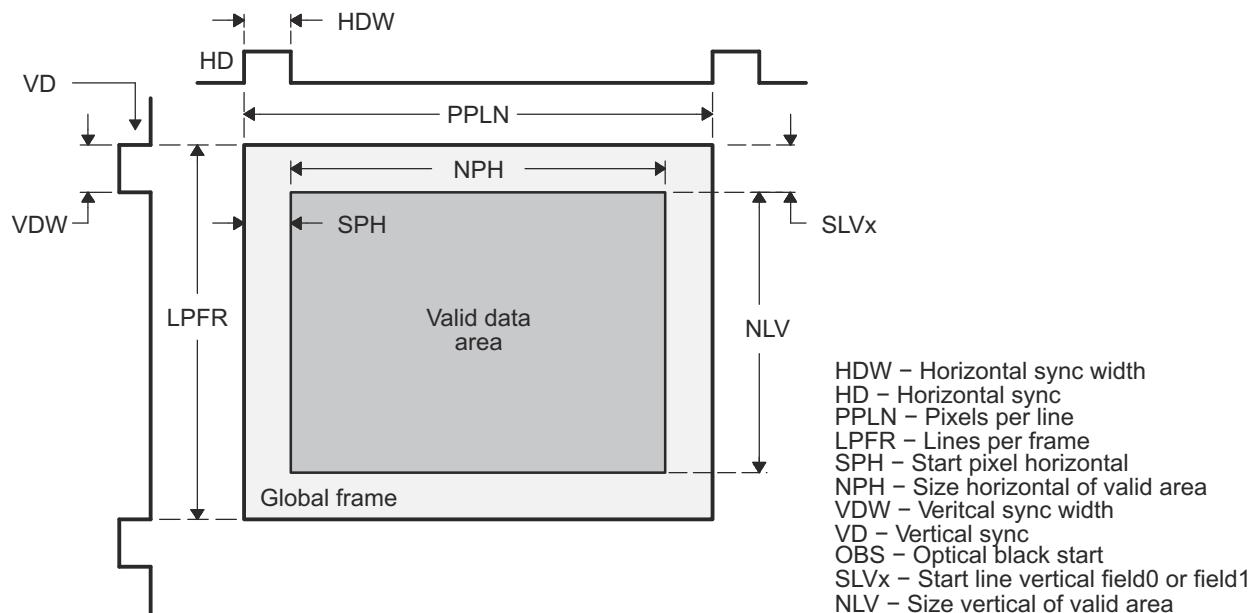 HDW
HD
VD
PPLN
NPH
VDW
SPH
SLVx
LPFR
Valid data
area
NLV
Global frame
HDW – Horizontal sync width
HD – Horizontal sync
PPLN – Pixels per line
LPFR – Lines per frame
SPH – Start pixel horizontal
NPH – Size horizontal of valid area
VDW – Veritcal sync width
VD – Vertical sync
OBS – Optical black start
SLVx – Start line vertical field0 or field1
NLV – Size vertical of valid area